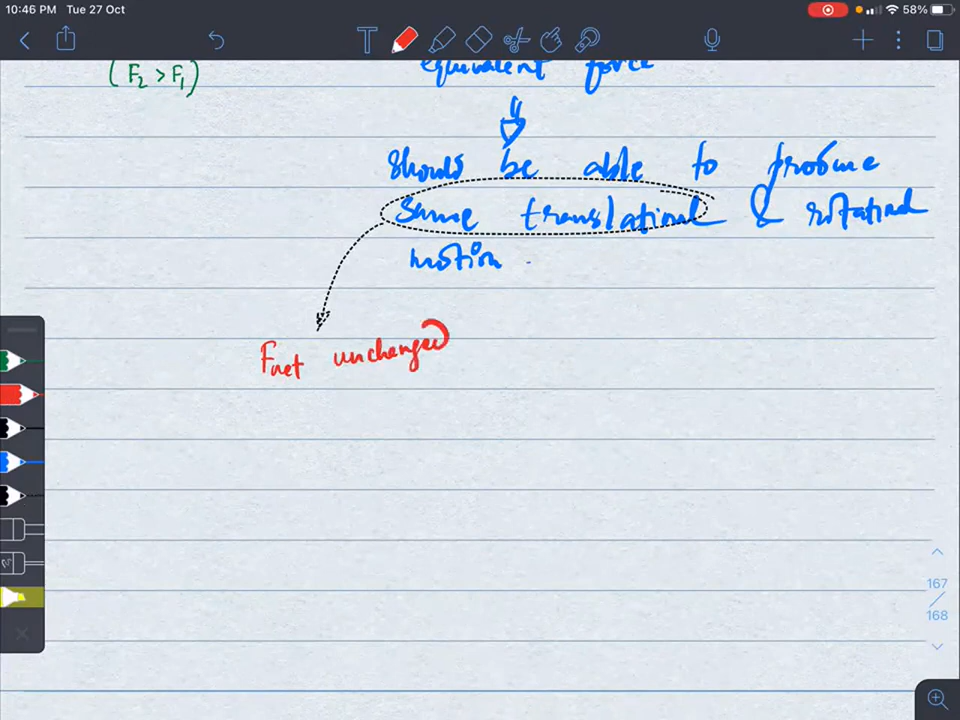 10:46 PM Tue 27 Oct
58%
T
(F₂ > F₁)
equivalent force
should be able to produce
same translational & rotational
motion
Fnet unchanged
167
168